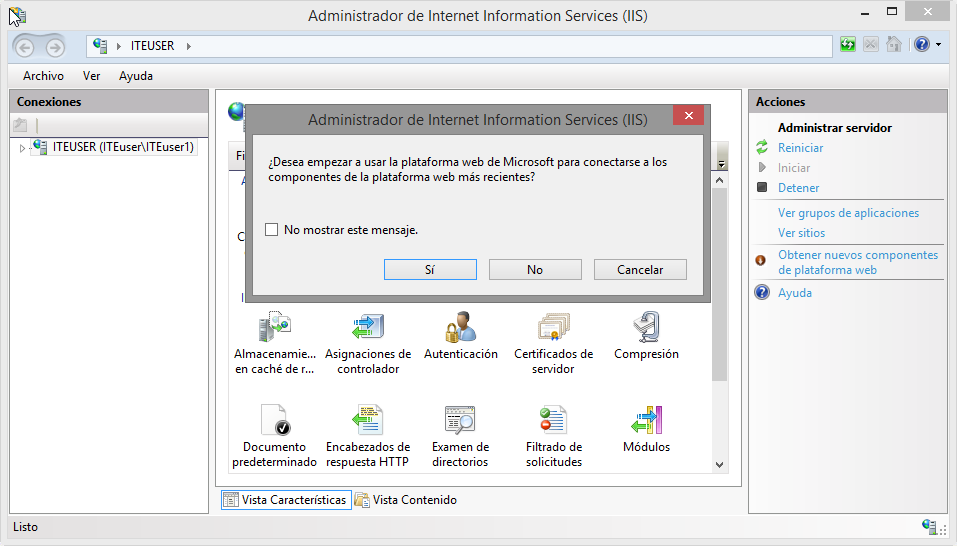 Administrador de Internet Information Services (IIS)
ITEUSER
Archivo Ver Ayuda
Conexiones
ITEUSER (ITEuser\ITEuser1)
Administrador de Internet Information Services (IIS)
¿Desea empezar a usar la plataforma web de Microsoft para conectarse a los
componentes de la plataforma web más recientes?
No mostrar este mensaje.
Sí No Cancelar
Almacenamie...
en caché de r...
Asignaciones de
controlador
Autenticación
Certificados de
servidor
Compresión
Documento
predeterminado
Encabezados de
respuesta HTTP
Examen de
directorios
Filtrado de
solicitudes
Módulos
Vista Características Vista Contenido
Acciones
Administrar servidor
Reiniciar
Iniciar
Detener
Ver grupos de aplicaciones
Ver sitios
Obtener nuevos componentes
de plataforma web
Ayuda
Listo